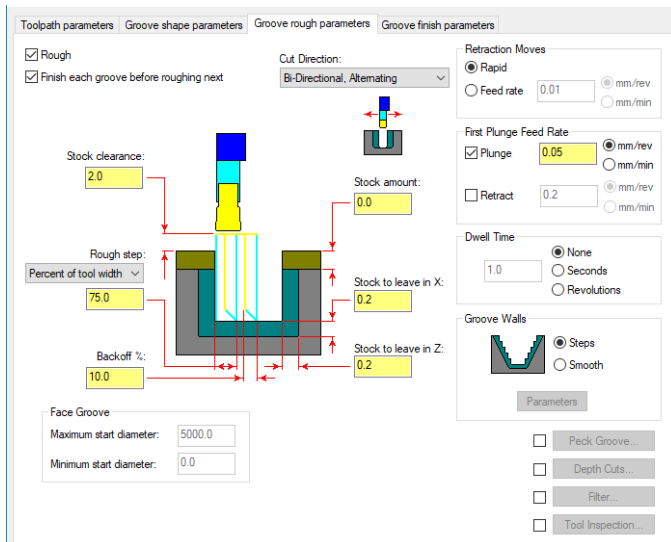 Toolpath parameters
Groove shape parameters
Groove rough parameters
Groove finish parameters
Rough
Finish each groove before roughing next
Cut Direction:
Bi-Directional, Alternating
Stock clearance:
2.0
Stock amount:
0.0
Rough step:
Percent of tool width
75.0
Stock to leave in X:
0.2
Backoff %:
10.0
Stock to leave in Z:
0.2
Face Groove
Maximum start diameter:
5000.0
Minimum start diameter:
0.0
Retraction Moves
Rapid
Feed rate
0.01
mm/rev
mm/min
First Plunge Feed Rate
Plunge
0.05
mm/rev
mm/min
Retract
0.2
mm/rev
mm/min
Dwell Time
1.0
None
Seconds
Revolutions
Groove Walls
Steps
Smooth
Parameters
Peck Groove...
Depth Cuts...
Filter...
Tool Inspection...